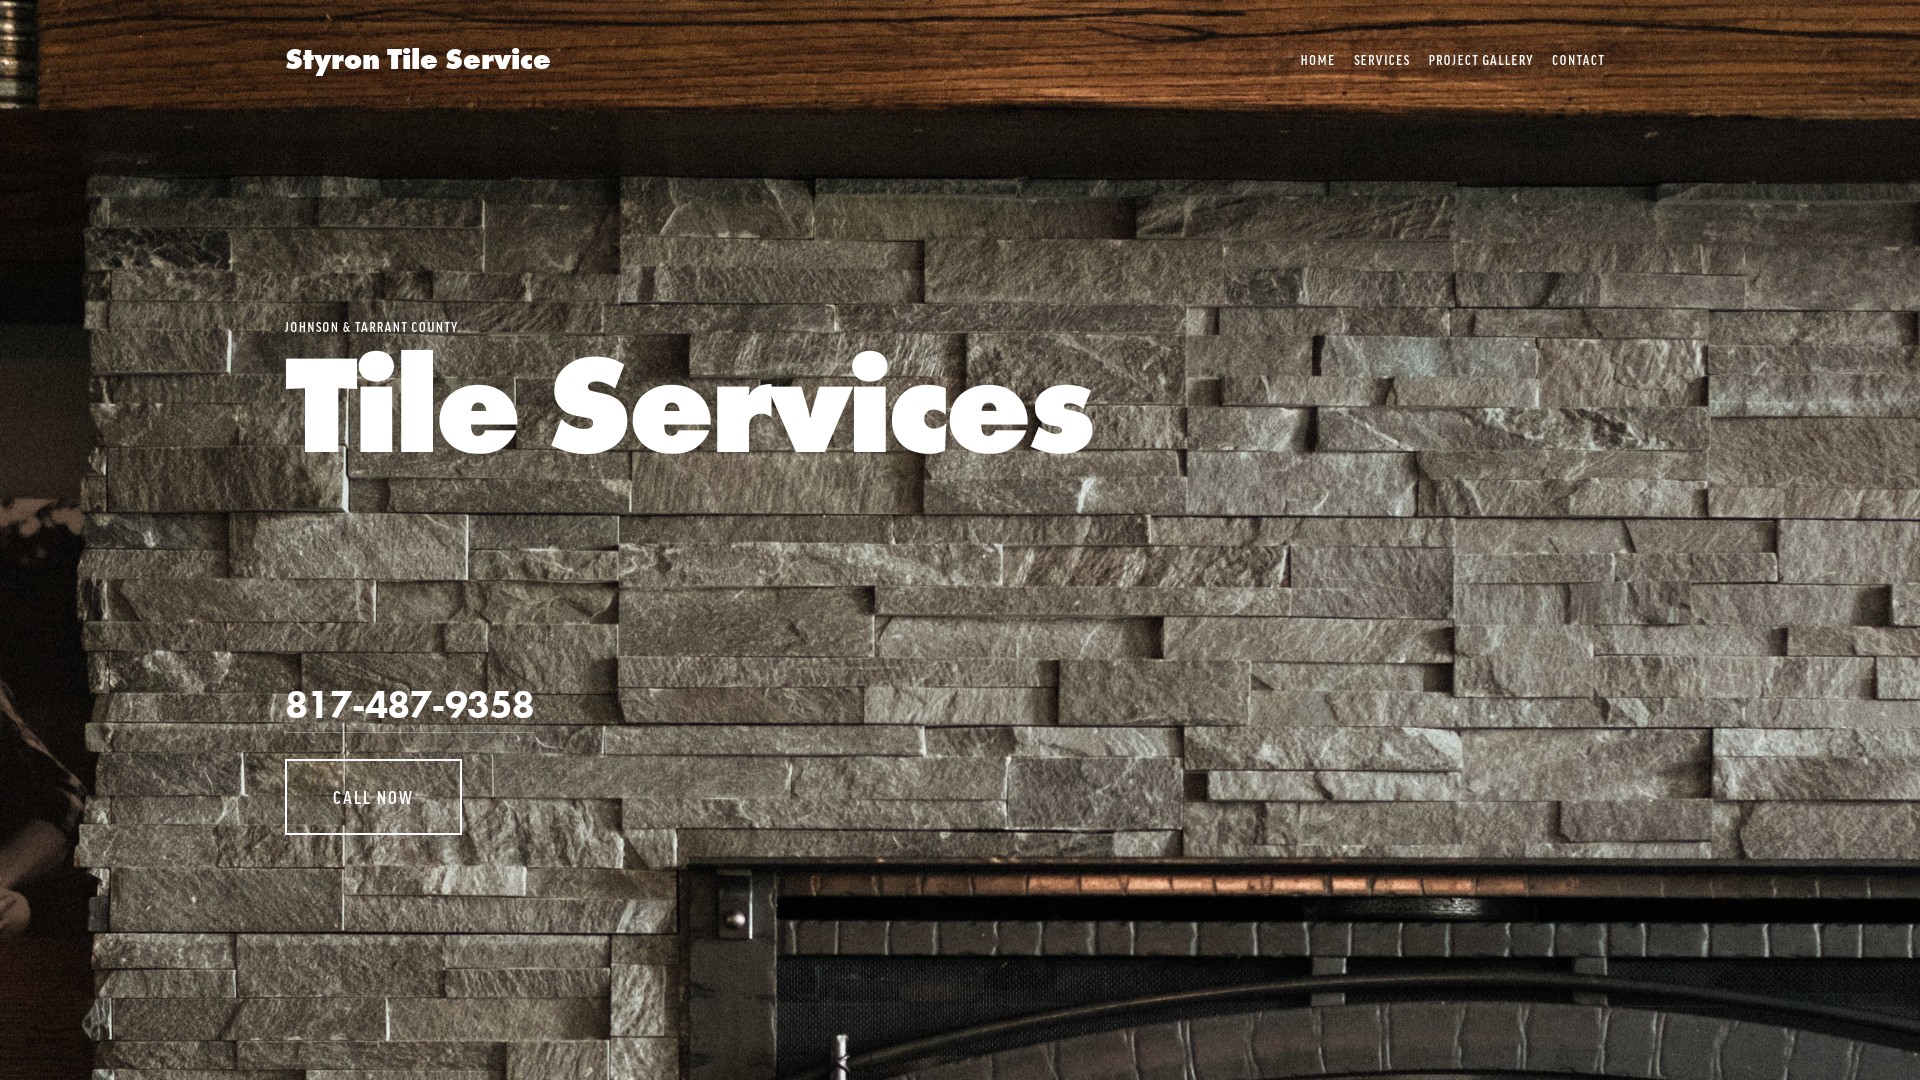 Styron Tile Service
HOME SERVICES PROJECT GALLERY CONTACT
JOHNSON & TARRANT COUNTY
Tile Services
817-487-9358
CALL NOW